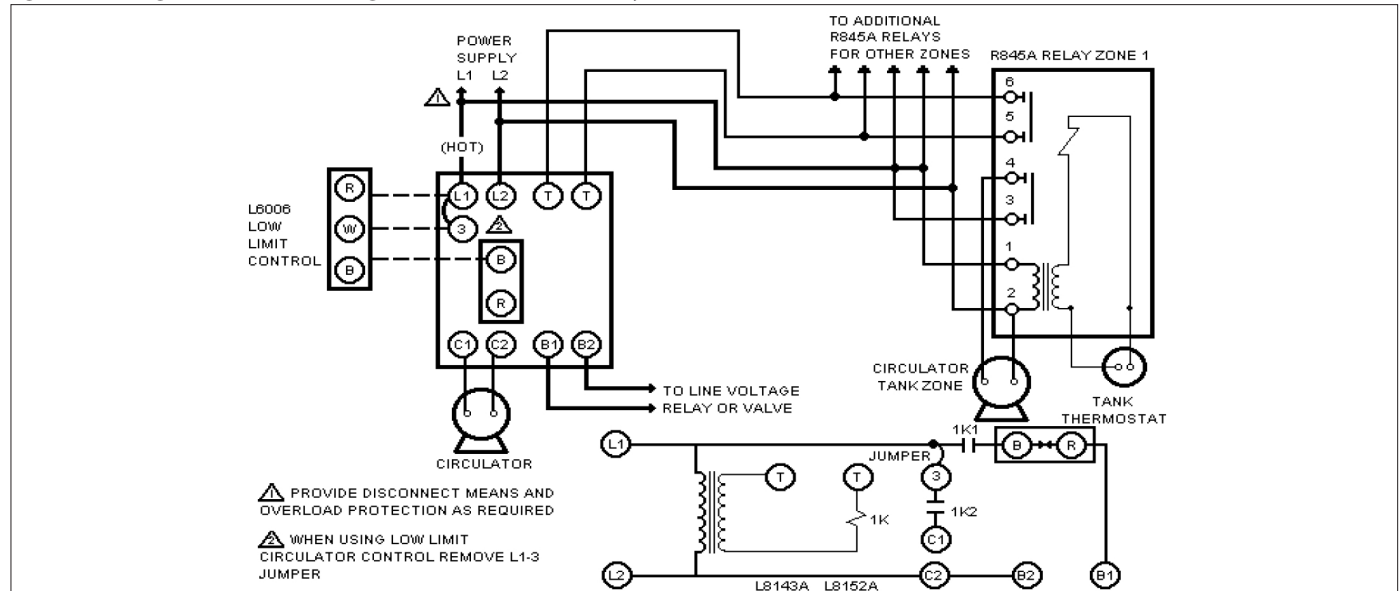 TO ADDITIONAL
R845A RELAYS
FOR OTHER ZONES
POWER
SUPPLY
L1 L2
R845A RELAY ZONE 1
1
(HOT)
6
5
4
3
1
2
L6006
LOW
LIMIT
CONTROL
R
W
B
L1 L2 T T
3
2
B
R
C1 C2 B1 B2
TO LINE VOLTAGE
RELAY OR VALVE
CIRCULATOR
CIRCULATOR
TANK ZONE
TANK
THERMOSTAT
1 PROVIDE DISCONNECT MEANS AND
OVERLOAD PROTECTION AS REQUIRED
2 WHEN USING LOW LIMIT
CIRCULATOR CONTROL REMOVE L1-3
JUMPER
L1
JUMPER
1K1
B R
T T
3
1K
1K2
C1
L2
C2 B2 B1
L8143A L8152A